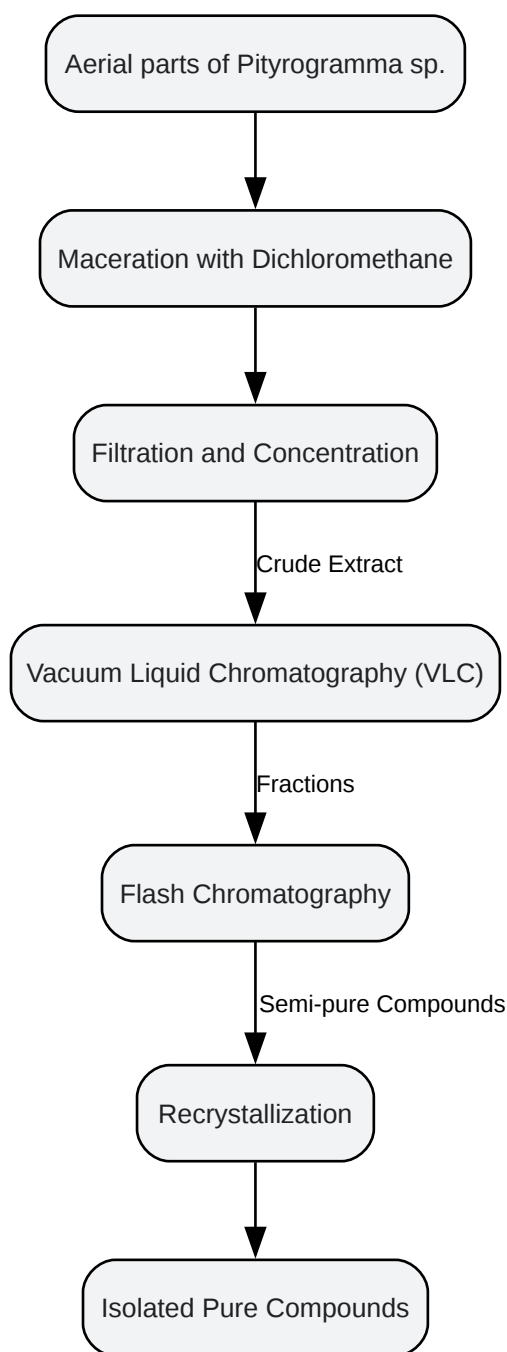 Aerial parts of Pityrogramma sp.
Maceration with Dichloromethane
Filtration and Concentration
Crude Extract
Vacuum Liquid Chromatography (VLC)
Fractions
Flash Chromatography
Semi-pure Compounds
Recrystallization
Isolated Pure Compounds